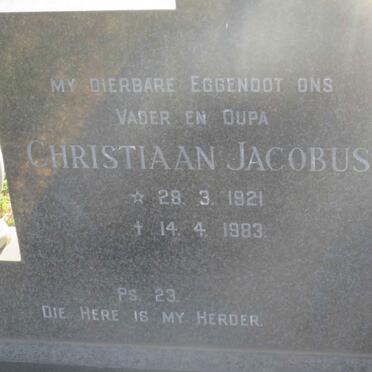 MY DIERBARE EGGENOOT ONS
VADER EN OUPA
CHRISTIAAN JACOBUS
☆ 28. 3. 1921
✝ 14. 4. 1983.
PS. 23.
DIE HERE IS MY HERDER.